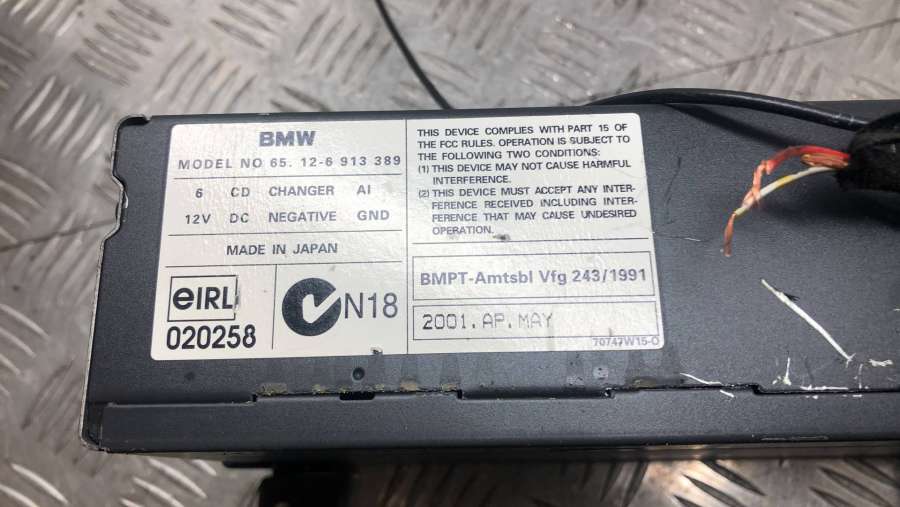 BMW
MODEL NO 65. 12-6 913 389
6 CD CHANGER AI
12V DC NEGATIVE GND
MADE IN JAPAN
eIRL
020258
N18
THIS DEVICE COMPLIES WITH PART 15 OF
THE FCC RULES. OPERATION IS SUBJECT TO
THE FOLLOWING TWO CONDITIONS:
(1) THIS DEVICE MAY NOT CAUSE HARMFUL
INTERFERENCE.
(2) THIS DEVICE MUST ACCEPT ANY INTER-
FERENCE RECEIVED INCLUDING INTER-
FERENCE THAT MAY CAUSE UNDESIRED
OPERATION.
BMPT-Amtsbl Vfg 243/1991
2001. AP. MAY
70747W15-O